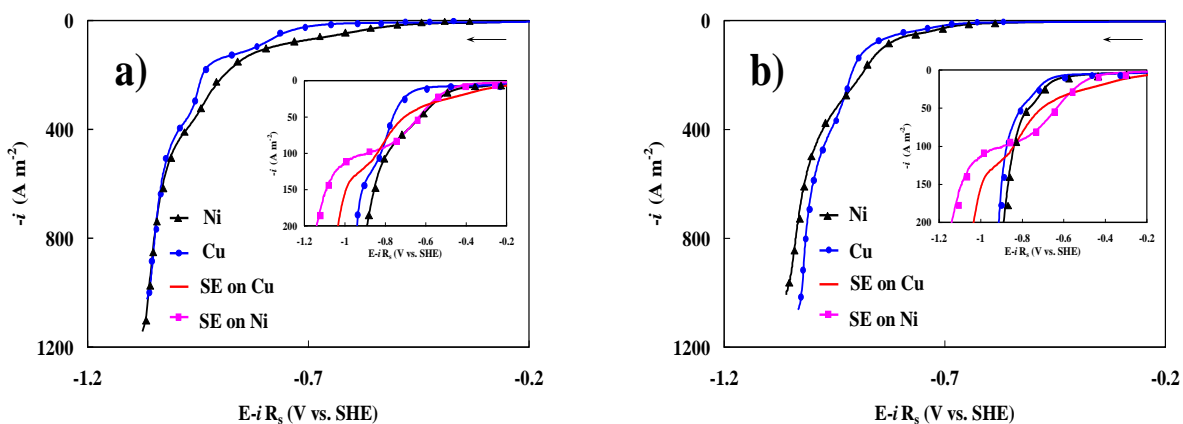 a)
0
400
800
1200
-i (A m⁻²)
-1.2
-0.7
-0.2
E-i Rₛ (V vs. SHE)
Ni
Cu
SE on Cu
SE on Ni
0
50
100
150
200
-i (A m⁻²)
-1
-0.8
-0.6
-0.4
-0.2
E-i Rₛ (V vs. SHE)
b)
0
400
800
1200
-i (A m⁻²)
-1.2
-0.7
-0.2
E-i Rₛ (V vs. SHE)
Ni
Cu
SE on Cu
SE on Ni
0
50
100
150
200
-i (A m⁻²)
-1.2
-1
-0.8
-0.6
-0.4
-0.2
E-i Rₛ (V vs. SHE)